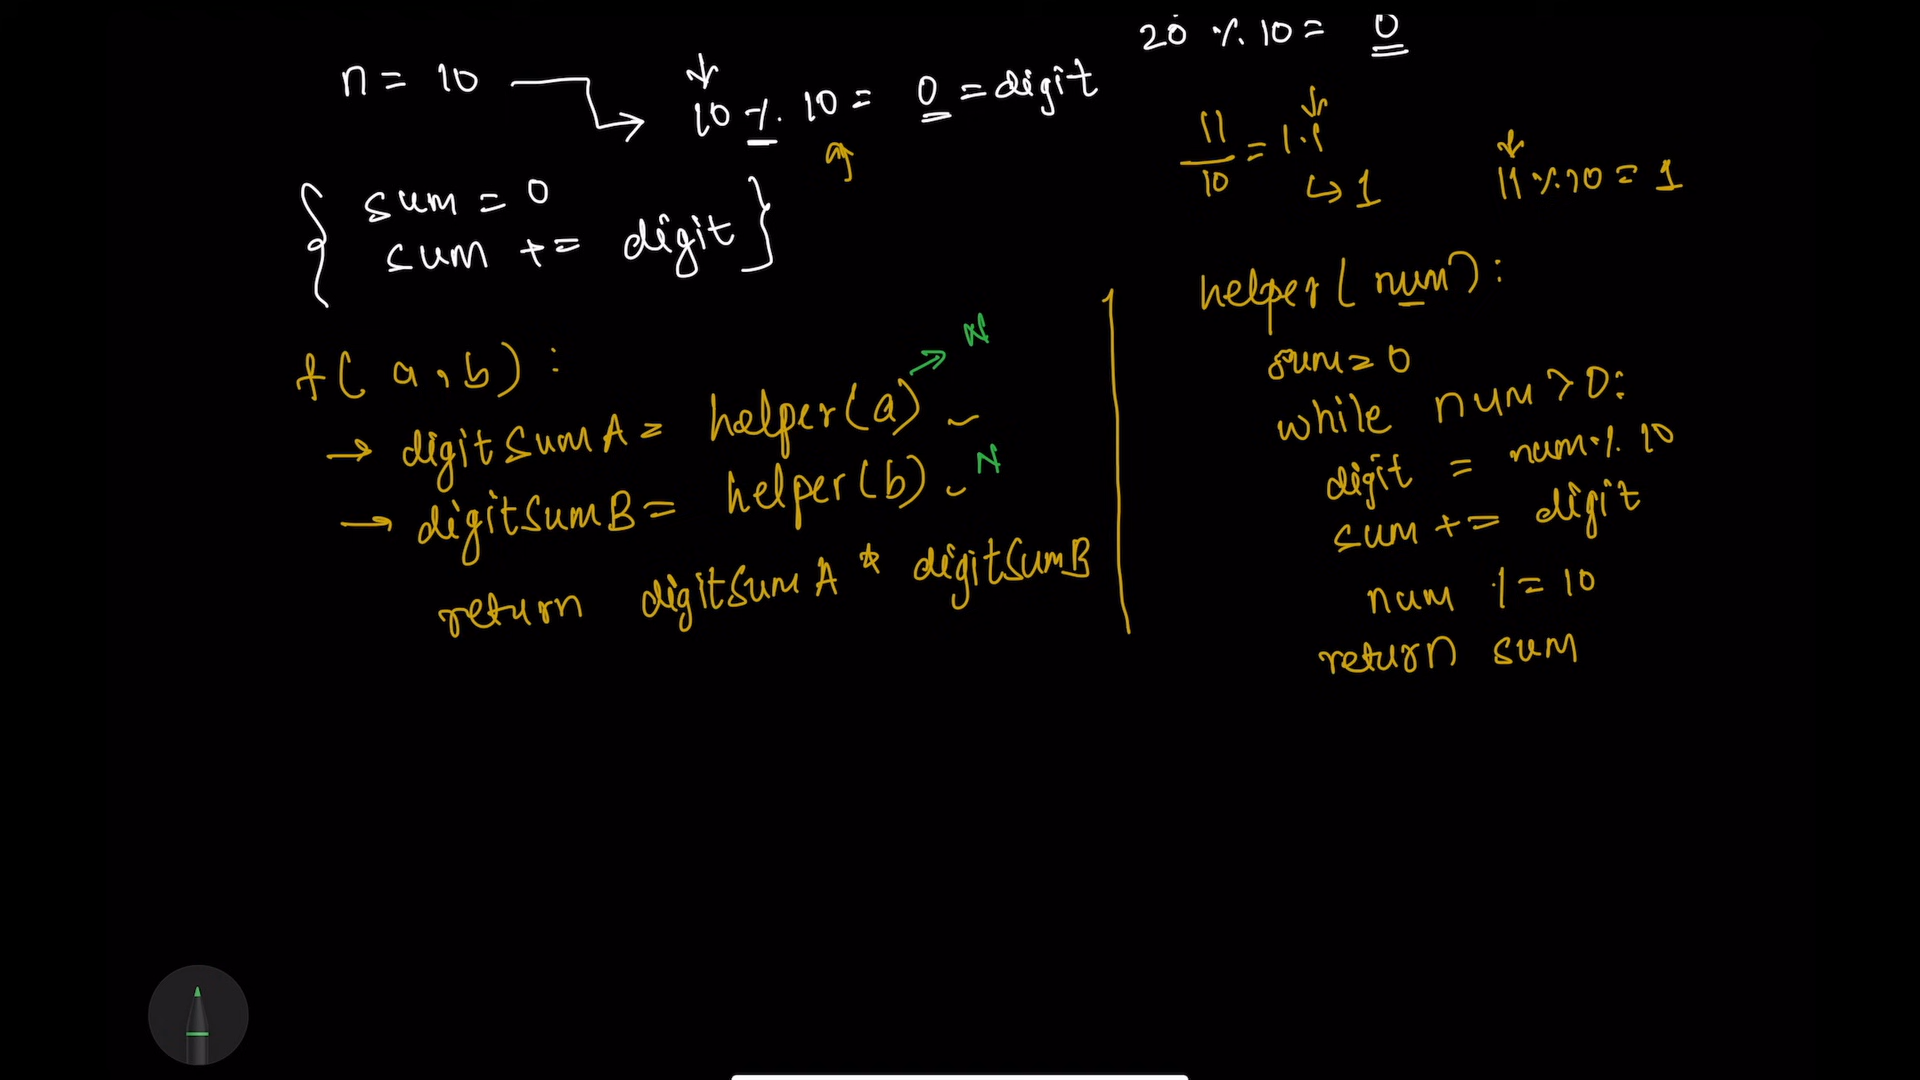 20 % 10 = 0
n = 10 → 10 % 10 = 0 = digit
11/10 = 1.1
↳ 1
11 % 10 = 1
sum = 0
sum += digit
f( a, b ) :
→ digitSumA = helper(a) → N
→ digitSumB = helper(b) N
return digitSumA * digitSumB
helper( num ) :
sum = 0
while num > 0:
digit = num % 10
sum += digit
num /= 10
return sum